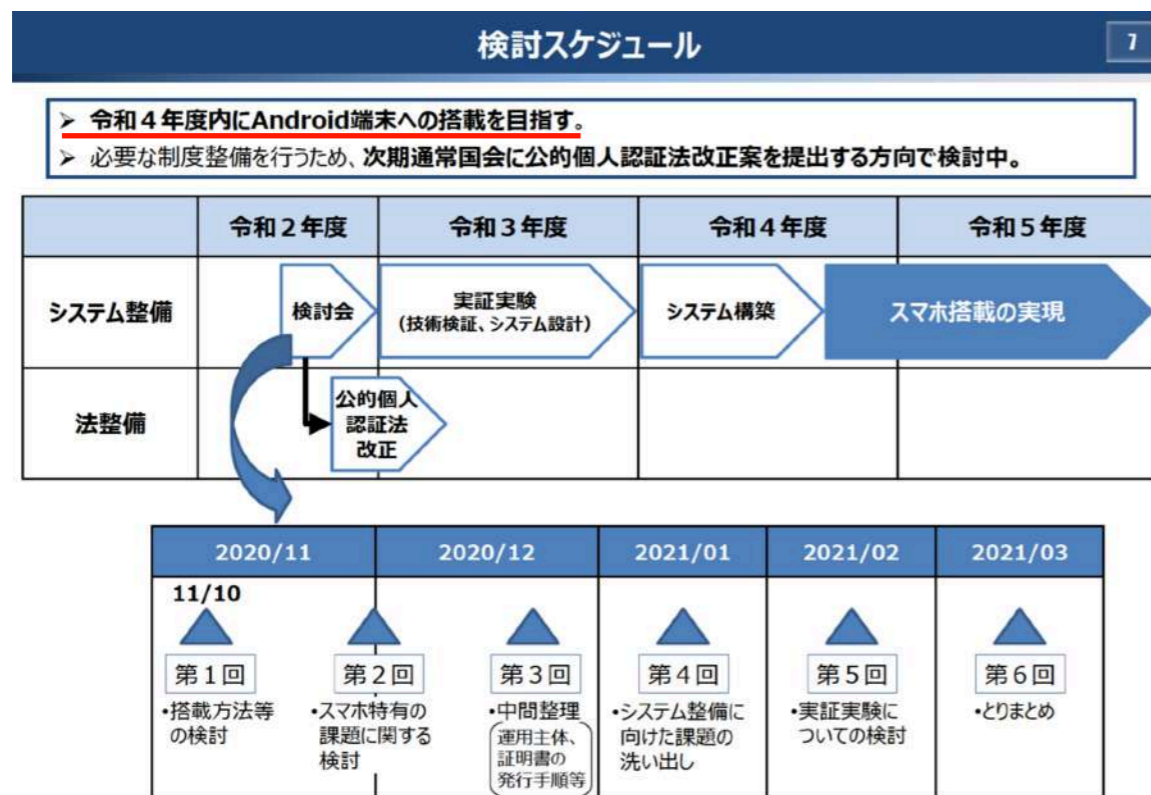 検討スケジュール
7
➢ 令和４年度内にAndroid端末への搭載を目指す。
➢ 必要な制度整備を行うため、次期通常国会に公的個人認証法改正案を提出する方向で検討中。
令和２年度
令和３年度
令和４年度
令和５年度
システム整備
検討会
実証実験
（技術検証、システム設計）
システム構築
スマホ搭載の実現
法整備
公的個人
認証法
改正
2020/11
2020/12
2021/01
2021/02
2021/03
11/10
第１回
第２回
第３回
第４回
第５回
第６回
・搭載方法等
の検討
・スマホ特有の
課題に関する
検討
・中間整理
運用主体、
証明書の
発行手順等
・システム整備に
向けた課題の
洗い出し
・実証実験に
ついての検討
・とりまとめ